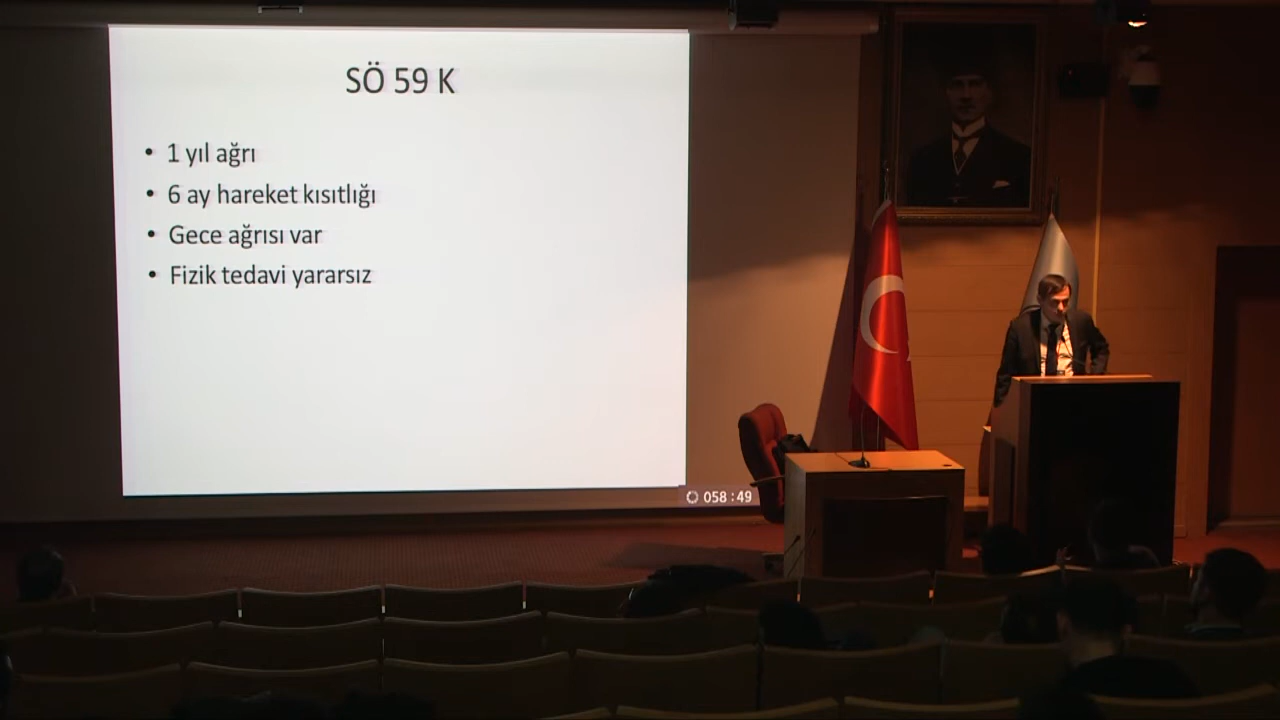 SÖ 59 K
• 1 yıl ağrı
• 6 ay hareket kısıtlığı
• Gece ağrısı var
• Fizik tedavi yararsız
058 : 49